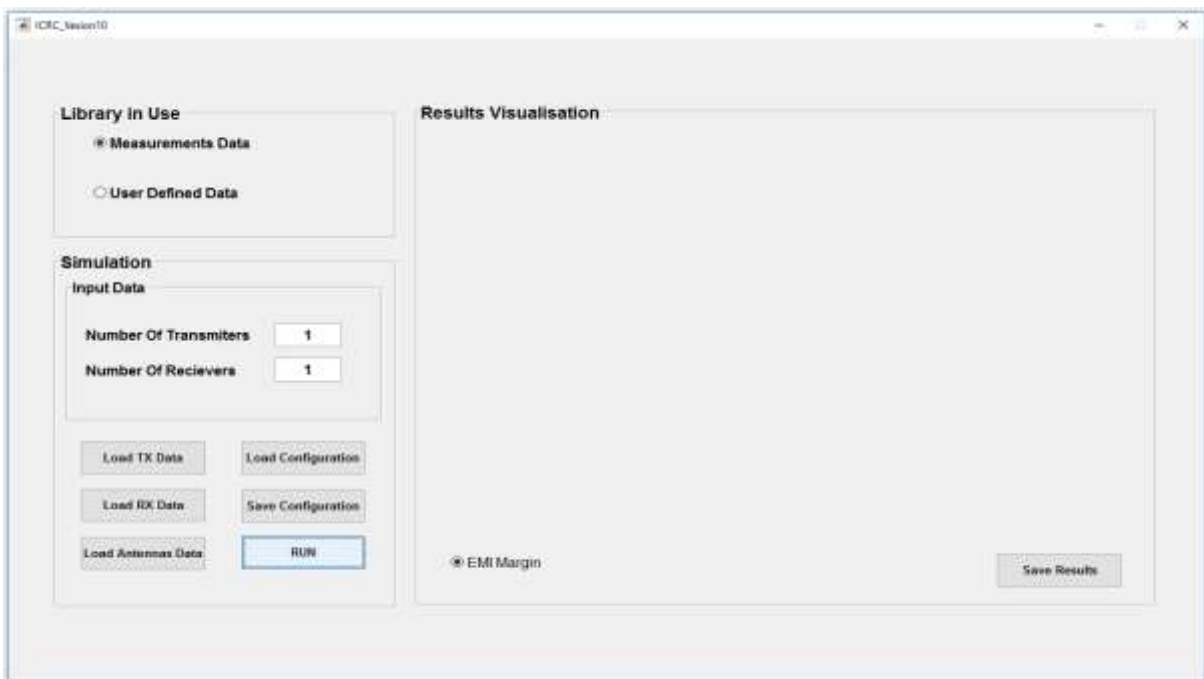 ICRC_Vesion10
Library in Use
Measurements Data
User Defined Data
Simulation
Input Data
Number Of Transmiters 1
Number Of Recievers 1
Load TX Data
Load Configuration
Load RX Data
Save Configuration
Load Antennas Data
RUN
Results Visualisation
EMI Margin
Save Results